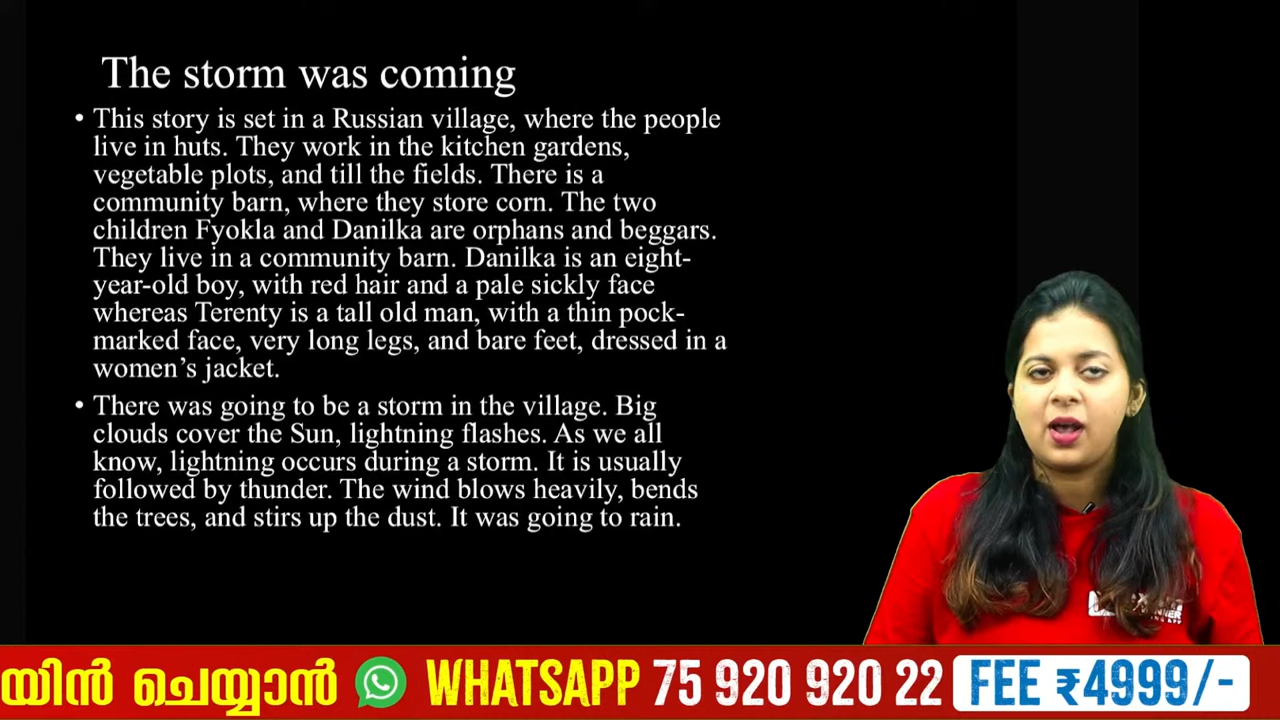 The storm was coming
• This story is set in a Russian village, where the people
live in huts. They work in the kitchen gardens,
vegetable plots, and till the fields. There is a
community barn, where they store corn. The two
children Fyokla and Danilka are orphans and beggars.
They live in a community barn. Danilka is an eight-
year-old boy, with red hair and a pale sickly face
whereas Terenty is a tall old man, with a thin pock-
marked face, very long legs, and bare feet, dressed in a
women's jacket.
• There was going to be a storm in the village. Big
clouds cover the Sun, lightning flashes. As we all
know, lightning occurs during a storm. It is usually
followed by thunder. The wind blows heavily, bends
the trees, and stirs up the dust. It was going to rain.
യിൻ ചെയ്യാൻ WHATSAPP 75 920 920 22 FEE ₹4999/-